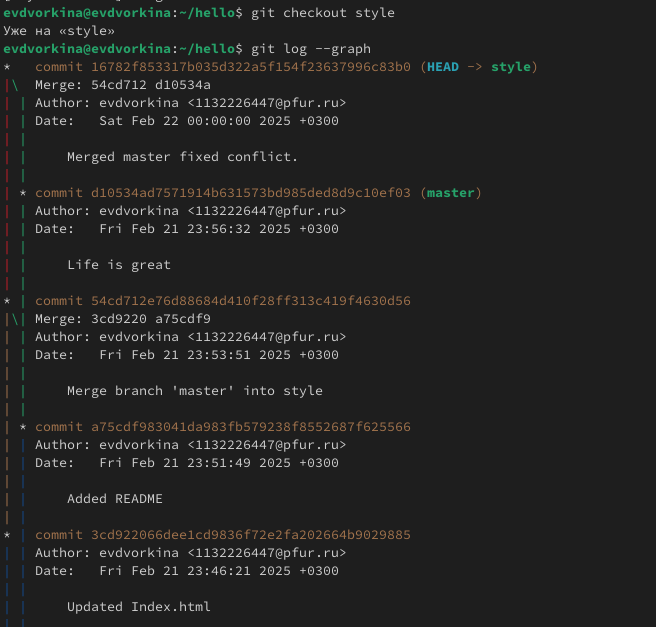 evdvorkina@evdvorkina:~/hello$ git checkout style
Уже на «style»
evdvorkina@evdvorkina:~/hello$ git log --graph
*   commit 16782f853317b035d322a5f154f23637996c83b0 (HEAD -> style)
|\  Merge: 54cd712 d10534a
| | Author: evdvorkina <1132226447@pfur.ru>
| | Date:   Sat Feb 22 00:00:00 2025 +0300
| |
| |     Merged master fixed conflict.
| |
| * commit d10534ad7571914b631573bd985ded8d9c10ef03 (master)
| | Author: evdvorkina <1132226447@pfur.ru>
| | Date:   Fri Feb 21 23:56:32 2025 +0300
| |
| |     Life is great
| |
* | commit 54cd712e76d88684d410f28ff313c419f4630d56
|\| Merge: 3cd9220 a75cdf9
| | Author: evdvorkina <1132226447@pfur.ru>
| | Date:   Fri Feb 21 23:53:51 2025 +0300
| |
| |     Merge branch 'master' into style
| |
| * commit a75cdf983041da983fb579238f8552687f625566
| | Author: evdvorkina <1132226447@pfur.ru>
| | Date:   Fri Feb 21 23:51:49 2025 +0300
| |
| |     Added README
| |
* | commit 3cd922066dee1cd9836f72e2fa202664b9029885
| | Author: evdvorkina <1132226447@pfur.ru>
| | Date:   Fri Feb 21 23:46:21 2025 +0300
| |
| |     Updated Index.html
| |